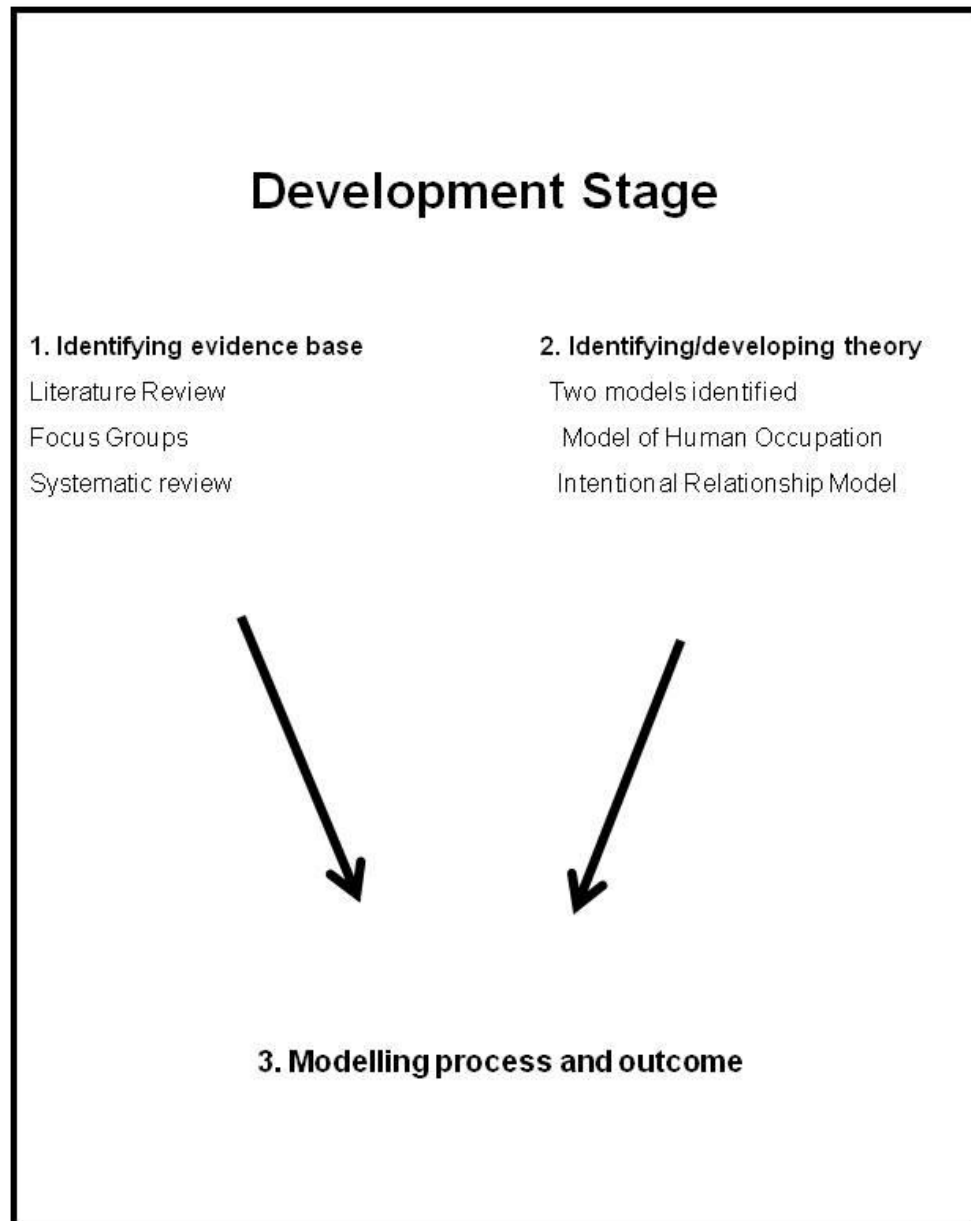 Development Stage
1. Identifying evidence base
Literature Review
Focus Groups
Systematic review
2. Identifying/developing theory
Two models identified
Model of Human Occupation
Intentional Relationship Model
3. Modelling process and outcome